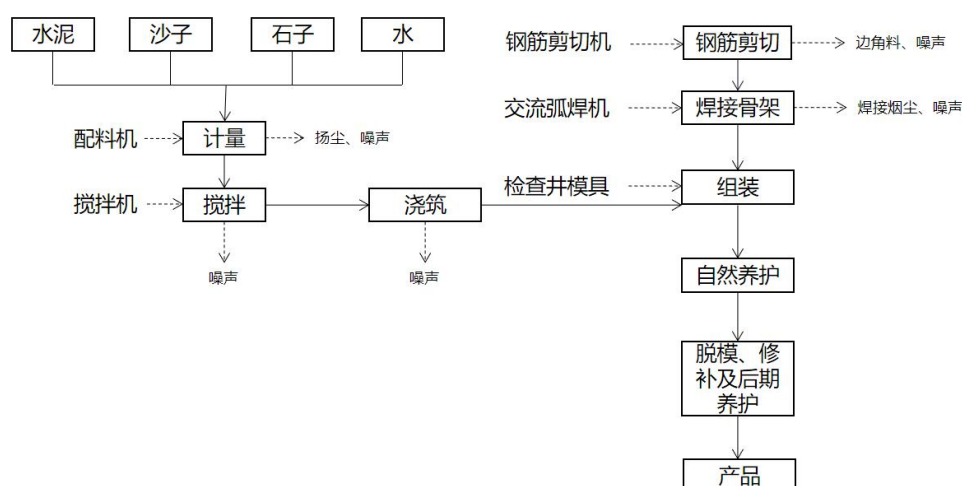 水泥
沙子
石子
水
钢筋剪切机
钢筋剪切
边角料、噪声
交流弧焊机
焊接骨架
焊接烟尘、噪声
配料机
计量
扬尘、噪声
检查井模具
组装
搅拌机
搅拌
浇筑
噪声
噪声
自然养护
脱模、修
补及后期
养护
产品